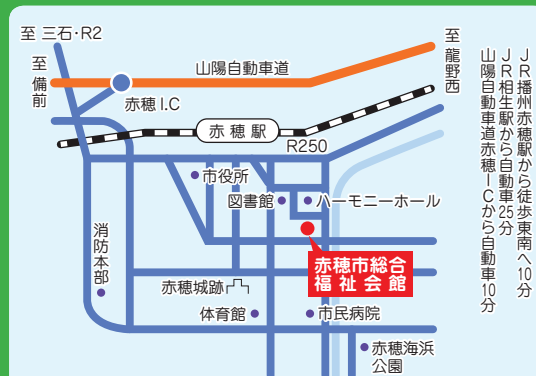 至 三石・R2
至 備前
山陽自動車道
至 龍野西
赤穂 I.C
赤 穂 駅
R250
市役所
図書館
ハーモニーホール
消防本部
赤穂市総合
福 祉 会 館
赤穂城跡
体育館
市民病院
赤穂海浜
公園
ＪＲ播州赤穂駅から徒歩東南へ10分
ＪＲ相生駅から自動車25分
山陽自動車道赤穂ＩＣから自動車10分